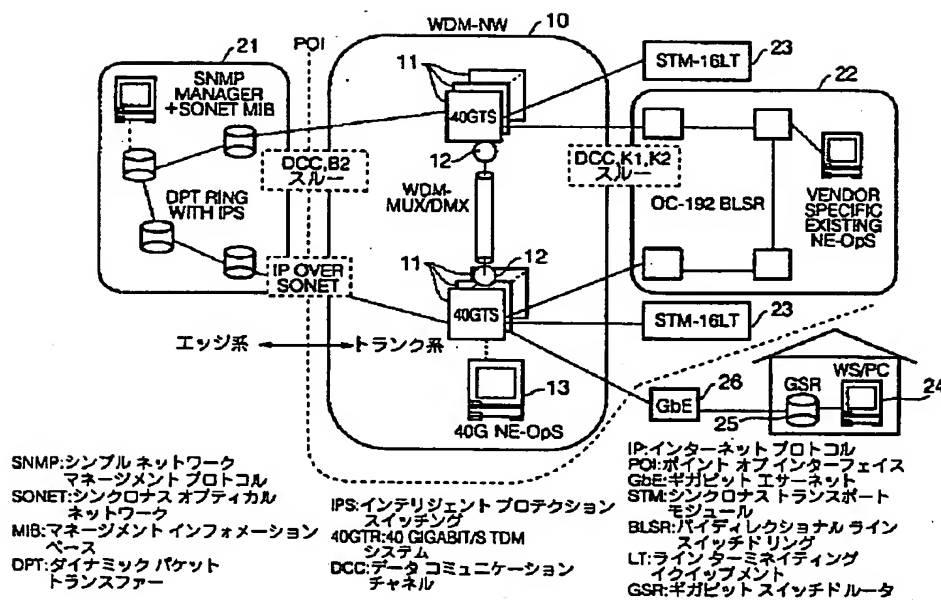 WDM-NW
10
21
POI
SNMP
MANAGER
+SONET MIB
11
40GTS
12
STM-16LT
23
22
DCC,B2
スルー
DPT RING
WITH IPS
WDM-
MUX/DMX
DCC,K1,K2
スルー
OC-192 BLSR
VENDOR
SPECIFIC
EXISTING
NE-OpS
IP OVER
SONET
11
12
40GTS
STM-16LT
23
エッジ系
トランク系
13
40G NE-OpS
26
GbE
GSR
25
WS/PC
24
SNMP:シンプル ネットワーク
マネージメント プロトコル
SONET:シンクロナス オプティカル
ネットワーク
MIB:マネージメント インフォメーション
ベース
DPT:ダイナミック パケット
トランスファー
IPS:インテリジェント プロテクション
スイッチング
40GTR:40 GIGABIT/S TDM
システム
DCC:データ コミュニケーション
チャネル
IP:インターネット プロトコル
POI:ポイント オブ インターフェイス
GbE:ギガビット エサーネット
STM:シンクロナス トランスポート
モジュール
BLSR:バイディレクショナル ライン
スイッチド リング
LT:ライン ターミネイティング
イクイップメント
GSR:ギガビット スイッチド ルータ